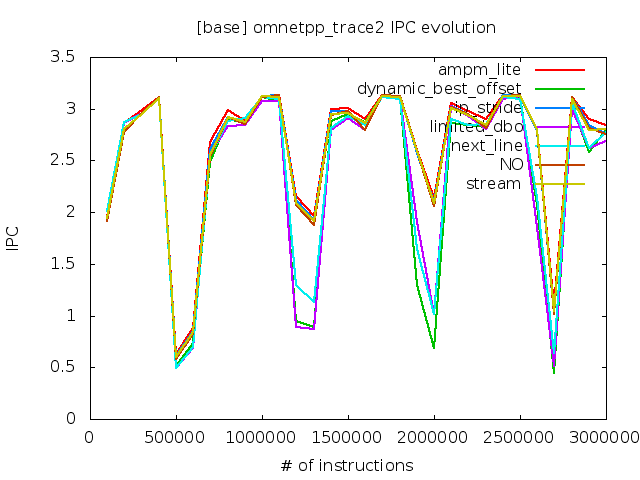 [base] omnetpp_trace2 IPC evolution
3.5
3
2.5
2
1.5
1
0.5
0
IPC
ampm_lite
dynamic_best_offset
ip_stride
limited_dbo
next_line
NO
stream
0 500000 1000000 1500000 2000000 2500000 3000000
# of instructions